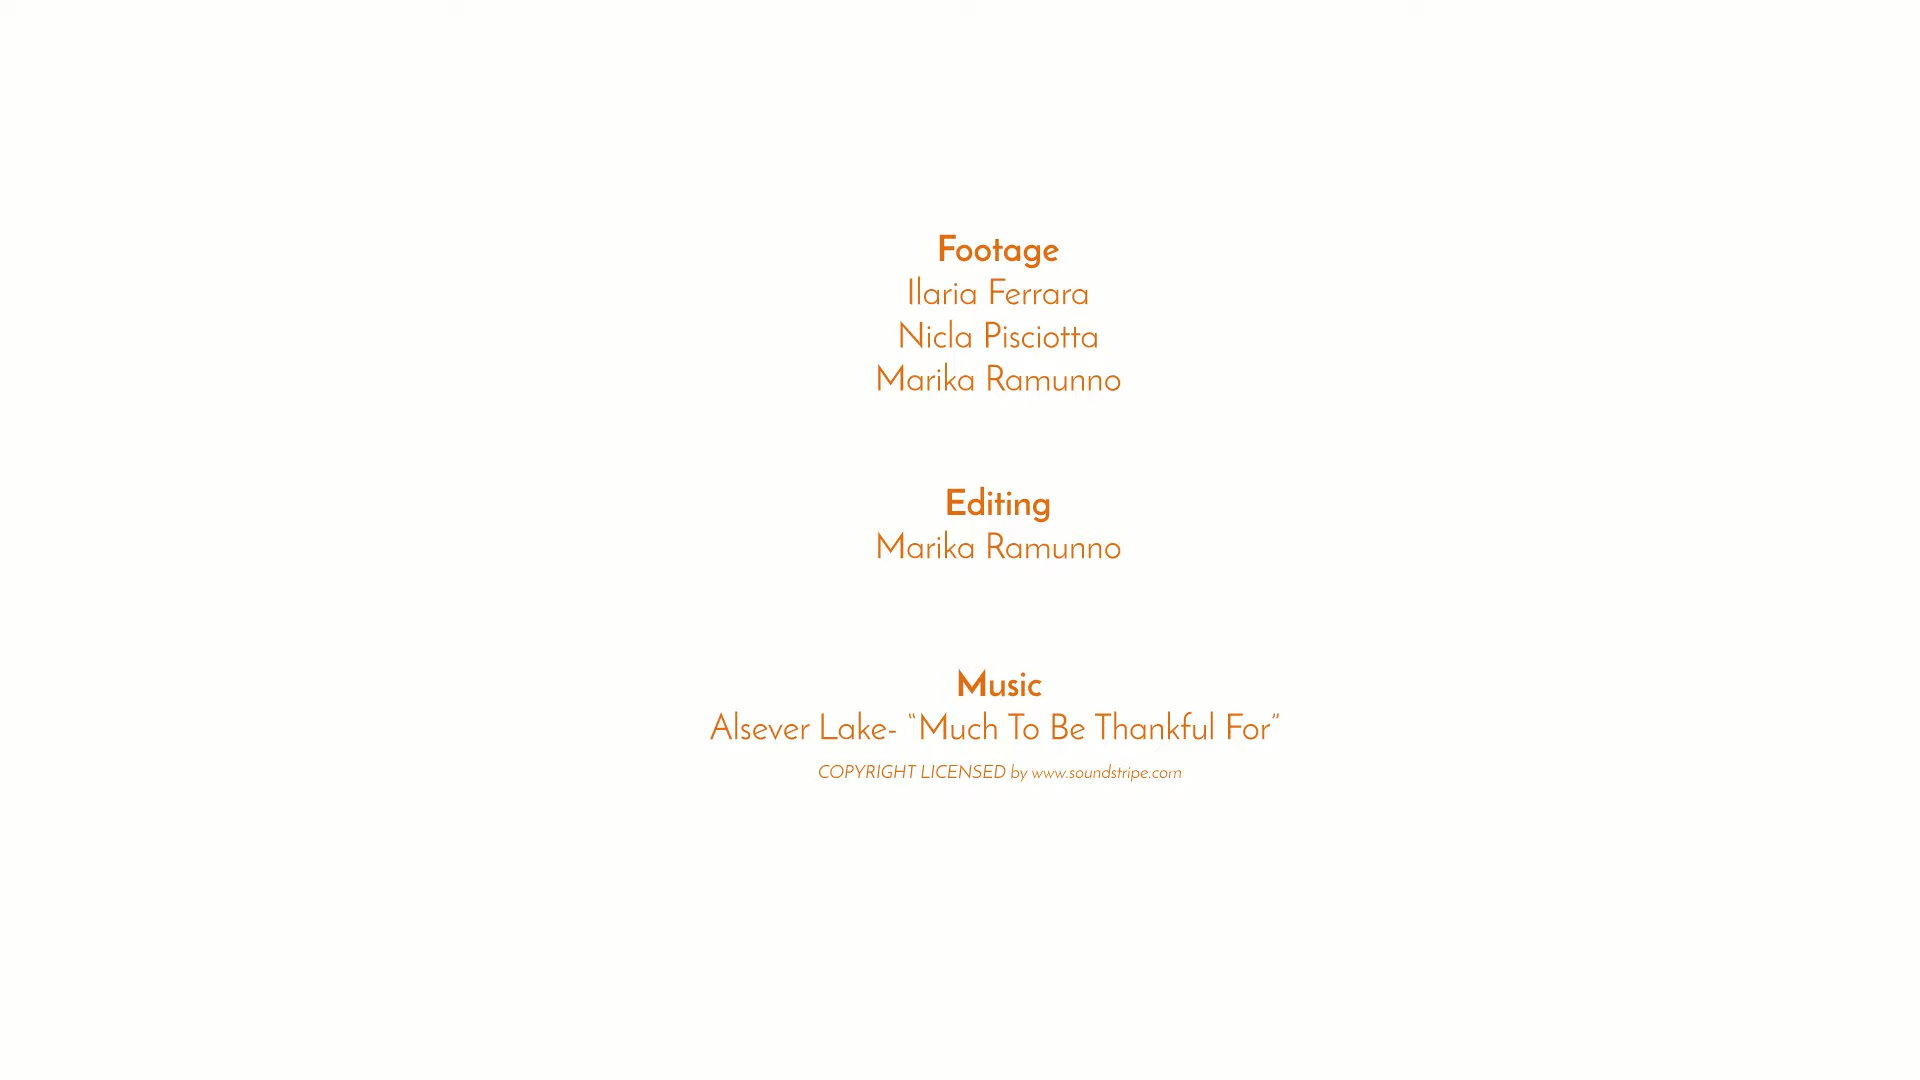 Footage
Ilaria Ferrara
Nicla Pisciotta
Marika Ramunno
Editing
Marika Ramunno
Music
Alsever Lake- “Much To Be Thankful For”
COPYRIGHT LICENSED by www.soundstripe.com